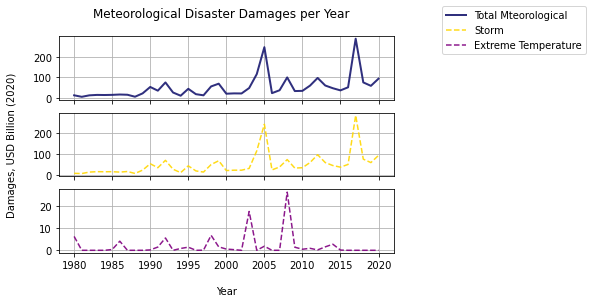 Meteorological Disaster Damages per Year
Total Mteorological
Storm
Extreme Temperature
Damages, USD Billion (2020)
200
100
0
200
100
0
20
10
0
1980 1985 1990 1995 2000 2005 2010 2015 2020
Year